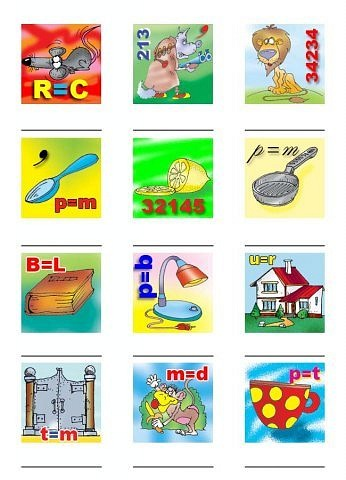 R=C
213
34234
,
p=m
32145
p=m
B=L
p=b
u=r
t=m
m=d
p=t